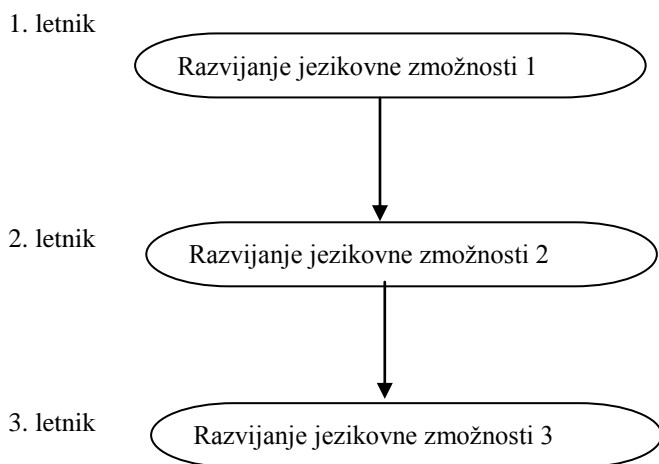 1. letnik
Razvijanje jezikovne zmožnosti 1
2. letnik
Razvijanje jezikovne zmožnosti 2
3. letnik
Razvijanje jezikovne zmožnosti 3